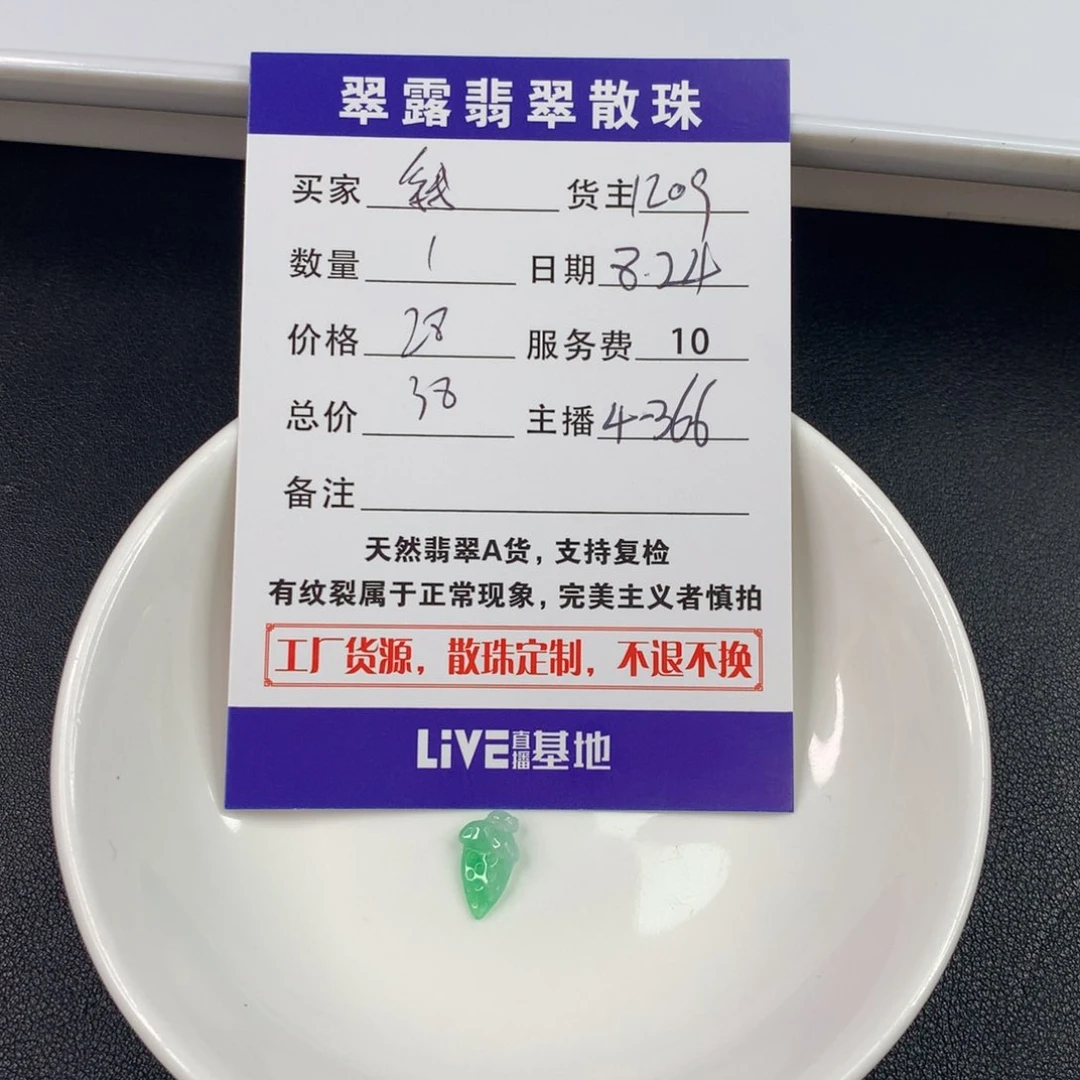 翠露翡翠散珠
买家 钱 货主 1209
数量 1 日期 8.24
价格 28 服务费 10
总价 38 主播 4-366
备注
天然翡翠A货，支持复检
有纹裂属于正常现象，完美主义者慎拍
工厂货源，散珠定制，不退不换
LiVE直播基地